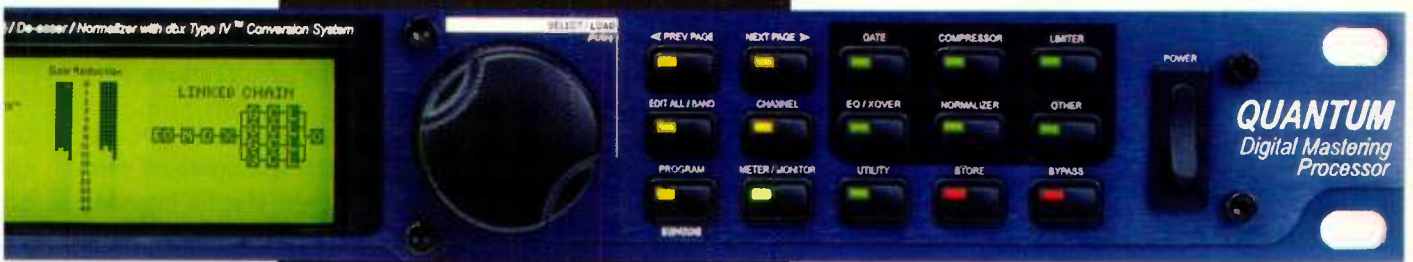 / De-esser / Normalizer with dbx Type IV™ Conversion System
SELECT / LOAD
PUSH
Gain Reduction
LINKED CHAIN
◄ PREV PAGE
NEXT PAGE ►
EDIT ALL / BAND
CHANNEL
PROGRAM
METER / MONITOR
GATE
COMPRESSOR
LIMITER
EQ / XOVER
NORMALIZER
OTHER
UTILITY
STORE
BYPASS
POWER
QUANTUM
Digital Mastering
Processor